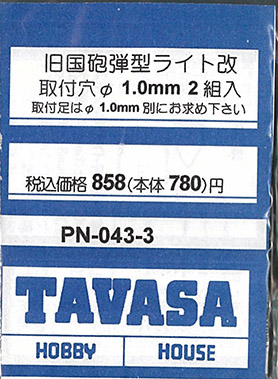 旧国砲弾型ライト改
取付穴φ 1.0mm 2 組入
取付足はφ 1.0mm 別にお求め下さい
税込価格 858(本体 780)円
PN-043-3
TAVASA
HOBBY HOUSE